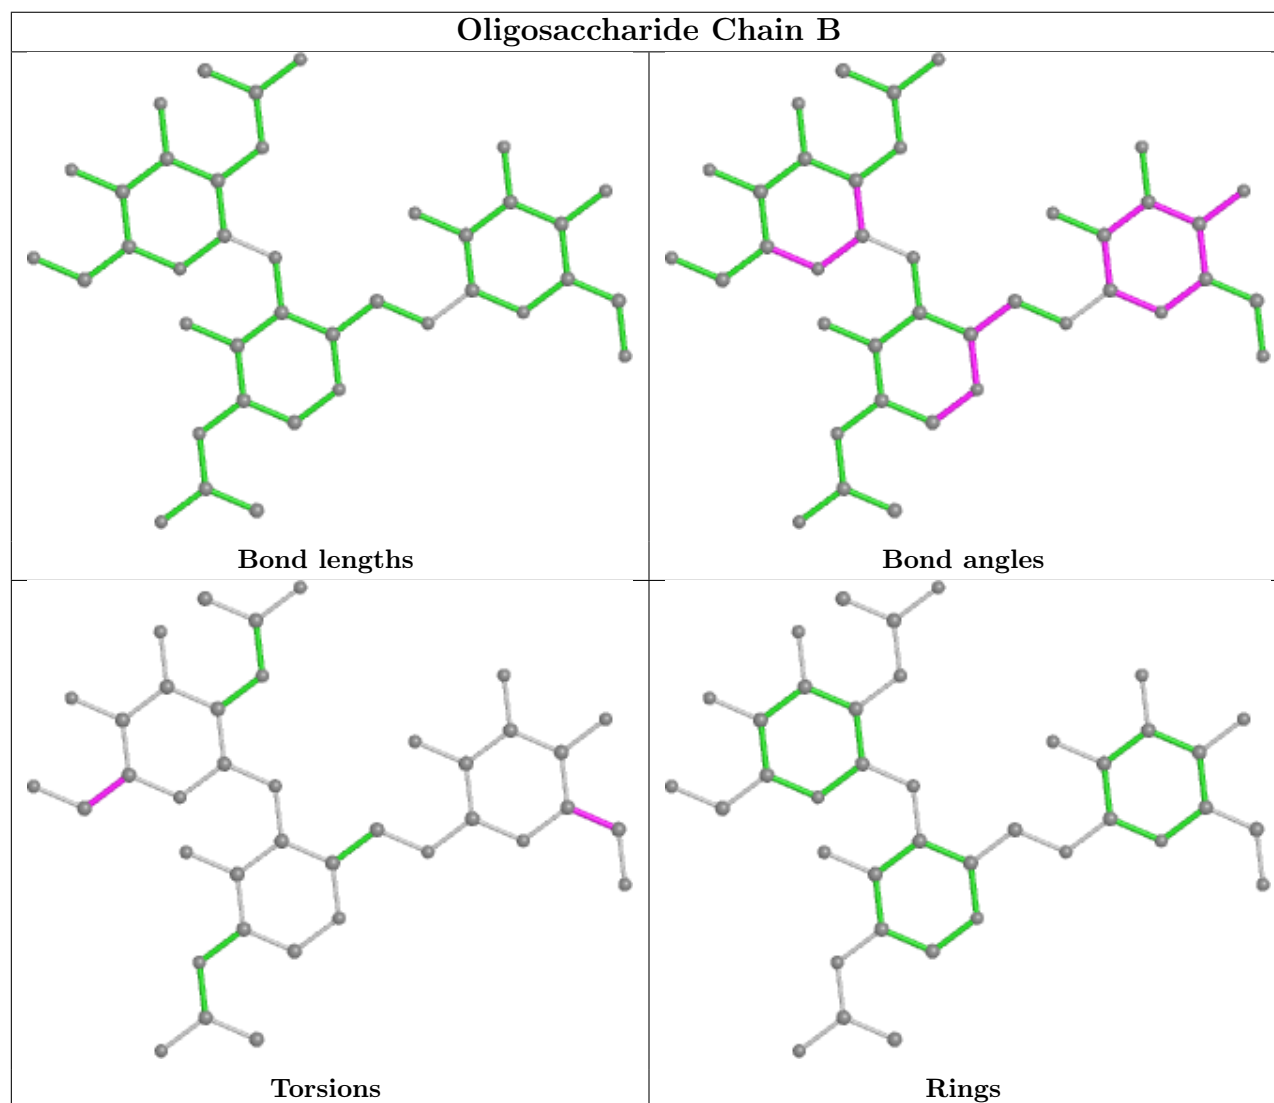 Oligosaccharide Chain B
Bond lengths
Bond angles
Torsions
Rings